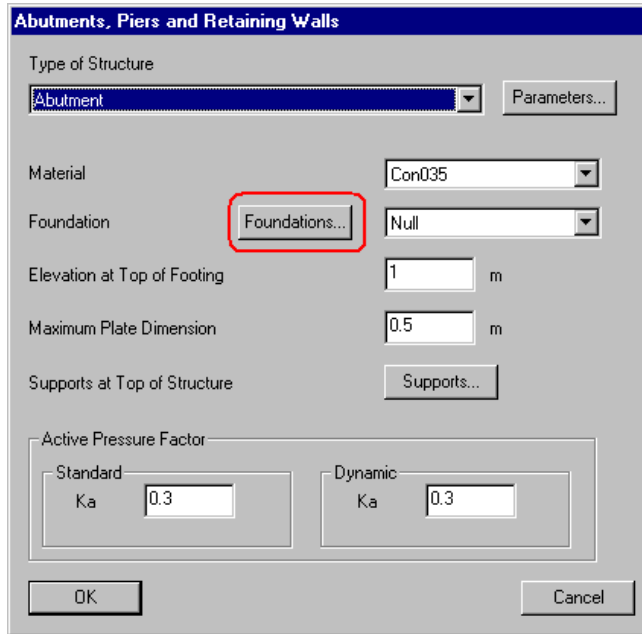 Abutments, Piers and Retaining Walls
Type of Structure
Abutment Parameters...
Material Con035
Foundation Foundations... Null
Elevation at Top of Footing 1 m
Maximum Plate Dimension 0.5 m
Supports at Top of Structure Supports...
Active Pressure Factor
Standard Dynamic
Ka 0.3 Ka 0.3
OK Cancel